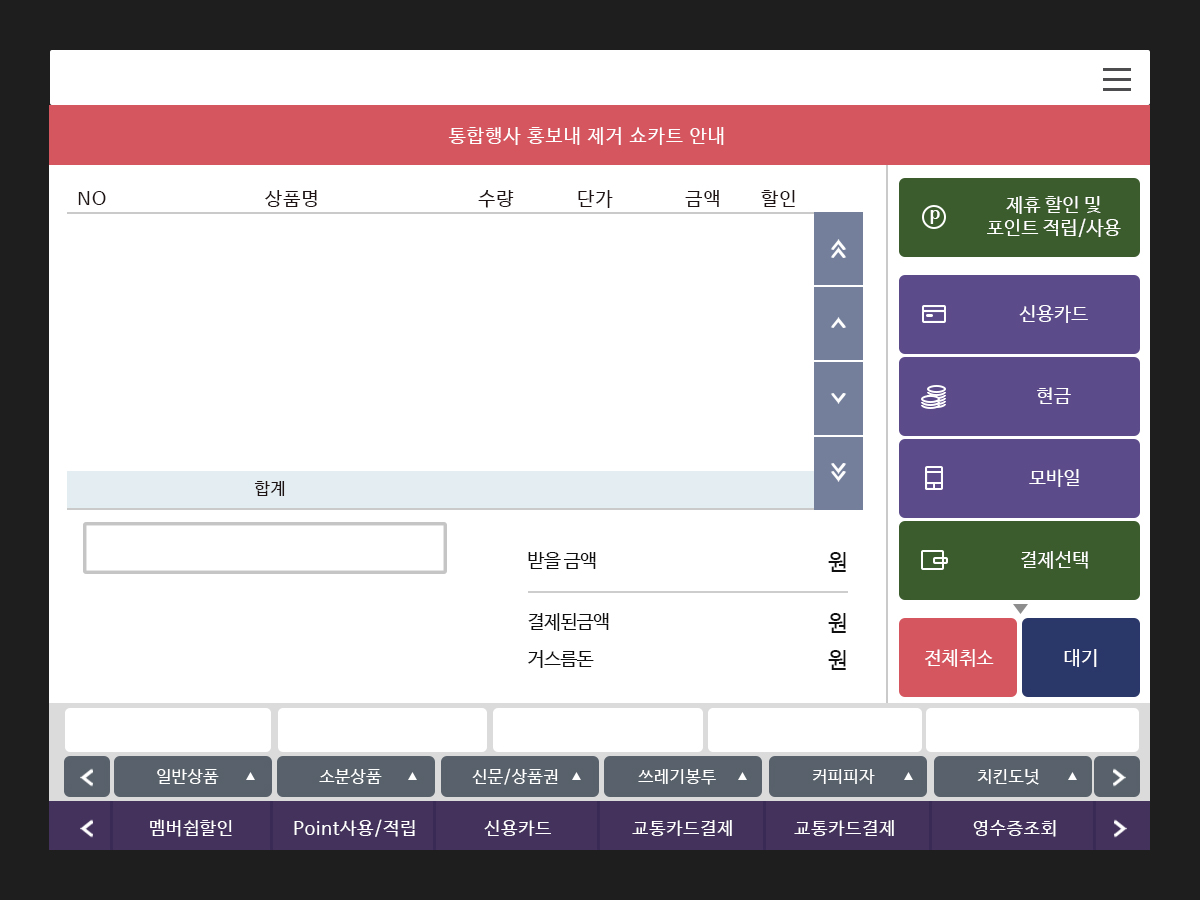 통합행사 홍보내 제거 쇼카트 안내
NO 상품명 수량 단가 금액 할인
제휴 할인 및
포인트 적립/사용
신용카드
현금
모바일
결제선택
전체취소 대기
합계
받을 금액 원
결제된금액 원
거스름돈 원
일반상품 ▲ 소분상품 ▲ 신문/상품권 ▲ 쓰레기봉투 ▲ 커피피자 ▲ 치킨도넛 ▲
멤버쉽할인 Point사용/적립 신용카드 교통카드결제 교통카드결제 영수증조회